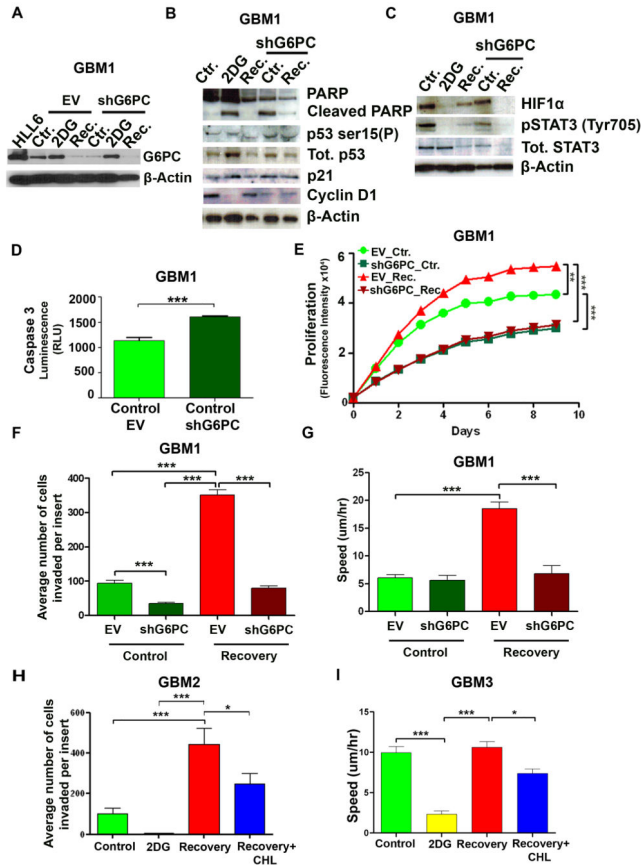 A
GBM1
EV
shG6PC
HLL6
Ctr.
2DG
Rec.
Ctr.
2DG
Rec.
G6PC
β-Actin
B
GBM1
shG6PC
Ctr.
2DG
Rec.
Ctr.
Rec.
PARP
Cleaved PARP
p53 ser15(P)
Tot. p53
p21
Cyclin D1
β-Actin
C
GBM1
shG6PC
Ctr.
2DG
Rec.
Ctr.
Rec.
HIF1α
pSTAT3 (Tyr705)
Tot. STAT3
β-Actin
D
GBM1
Caspase 3
Luminescence
(RLU)
2000
1500
1000
500
0
***
Control
EV
Control
shG6PC
E
GBM1
Proliferation
(Fluorescence Intensity x10⁴)
6
4
2
0
EV_Ctr.
shG6PC_Ctr.
EV_Rec.
shG6PC_Rec.
**
***
***
0 2 4 6 8 10
Days
F
GBM1
Average number of cells
invaded per insert
400
300
200
100
0
***
*** ***
***
EV shG6PC EV shG6PC
Control Recovery
G
GBM1
Speed (um/hr)
25
20
15
10
5
0
***
***
EV shG6PC EV shG6PC
Control Recovery
H
GBM2
Average number of cells
invaded per insert
600
400
200
0
***
***
*
Control 2DG Recovery Recovery+
CHL
I
GBM3
Speed (um/hr)
15
10
5
0
***
***
*
Control 2DG Recovery Recovery+
CHL